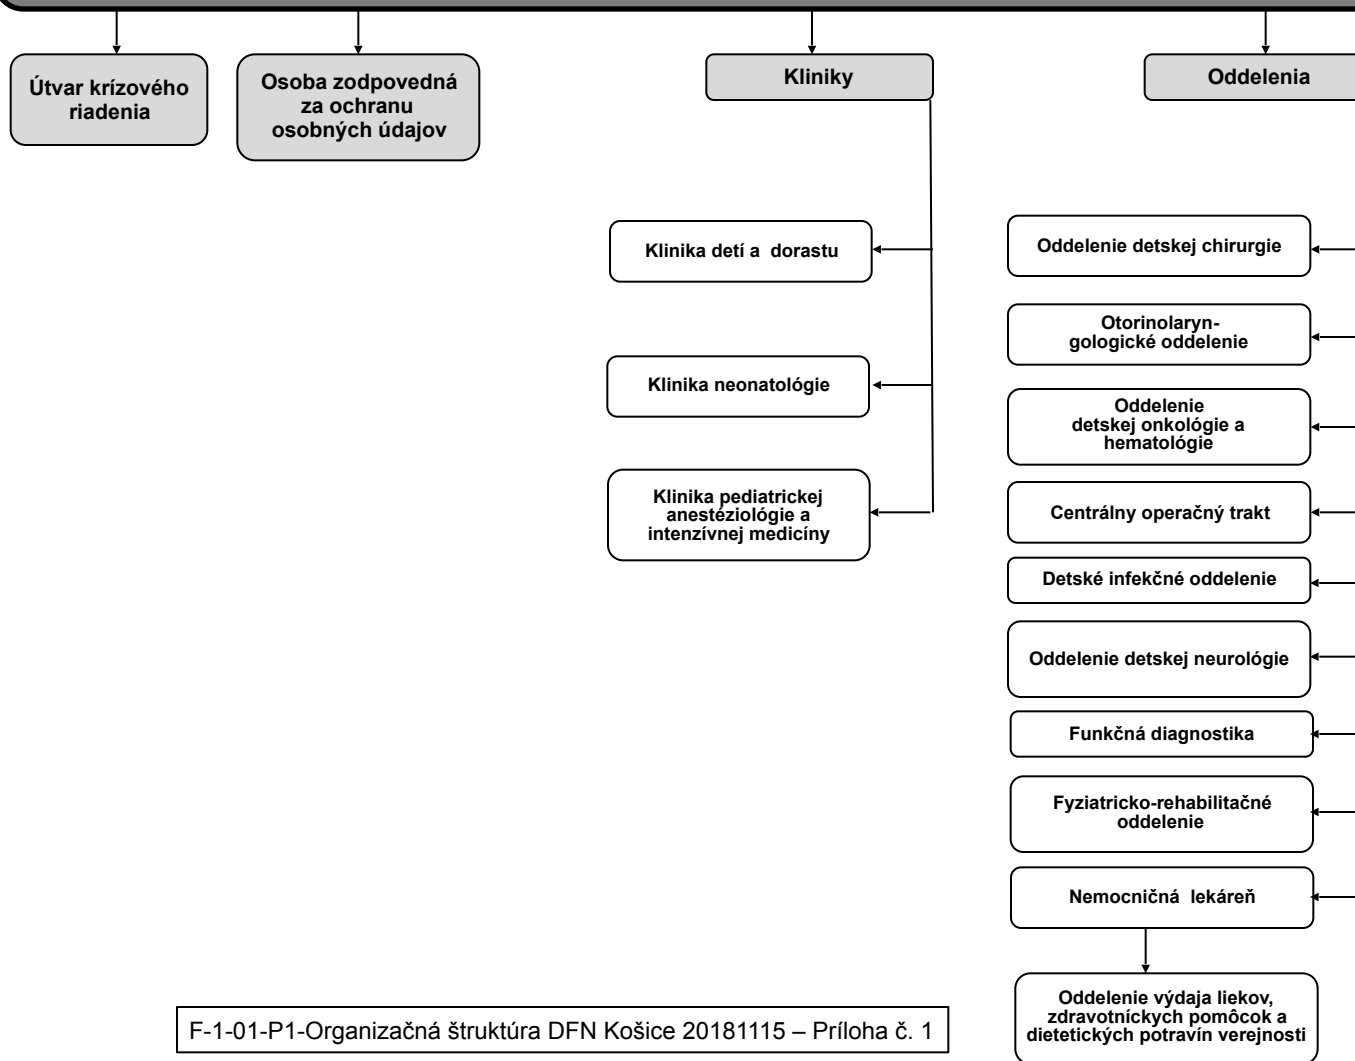 Útvar krízového
riadenia
Osoba zodpovedná
za ochranu
osobných údajov
Kliniky
Oddelenia
Klinika detí a dorastu
Klinika neonatológie
Klinika pediatrickej
anestéziológie a
intenzívnej medicíny
Oddelenie detskej chirurgie
Otorinolaryn-
gologické oddelenie
Oddelenie
detskej onkológie a
hematológie
Centrálny operačný trakt
Detské infekčné oddelenie
Oddelenie detskej neurológie
Funkčná diagnostika
Fyziatricko-rehabilitačné
oddelenie
Nemocničná lekáreň
Oddelenie výdaja liekov,
zdravotníckych pomôcok a
dietetických potravín verejnosti
F-1-01-P1-Organizačná štruktúra DFN Košice 20181115 – Príloha č. 1